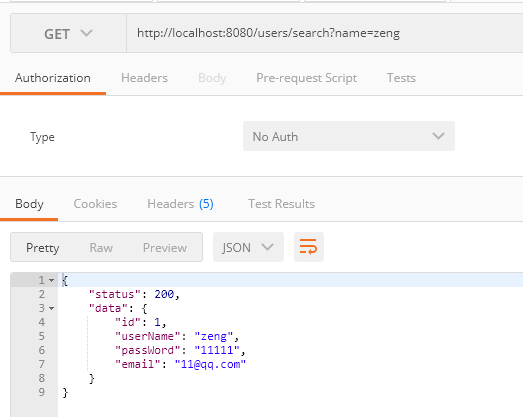 GET http://localhost:8080/users/search?name=zeng
Authorization Headers Body Pre-request Script Tests
Type No Auth
Body Cookies Headers (5) Test Results
Pretty Raw Preview JSON
1 {
2 "status": 200,
3 "data": {
4 "id": 1,
5 "userName": "zeng",
6 "passWord": "11111",
7 "email": "11@qq.com"
8 }
9 }